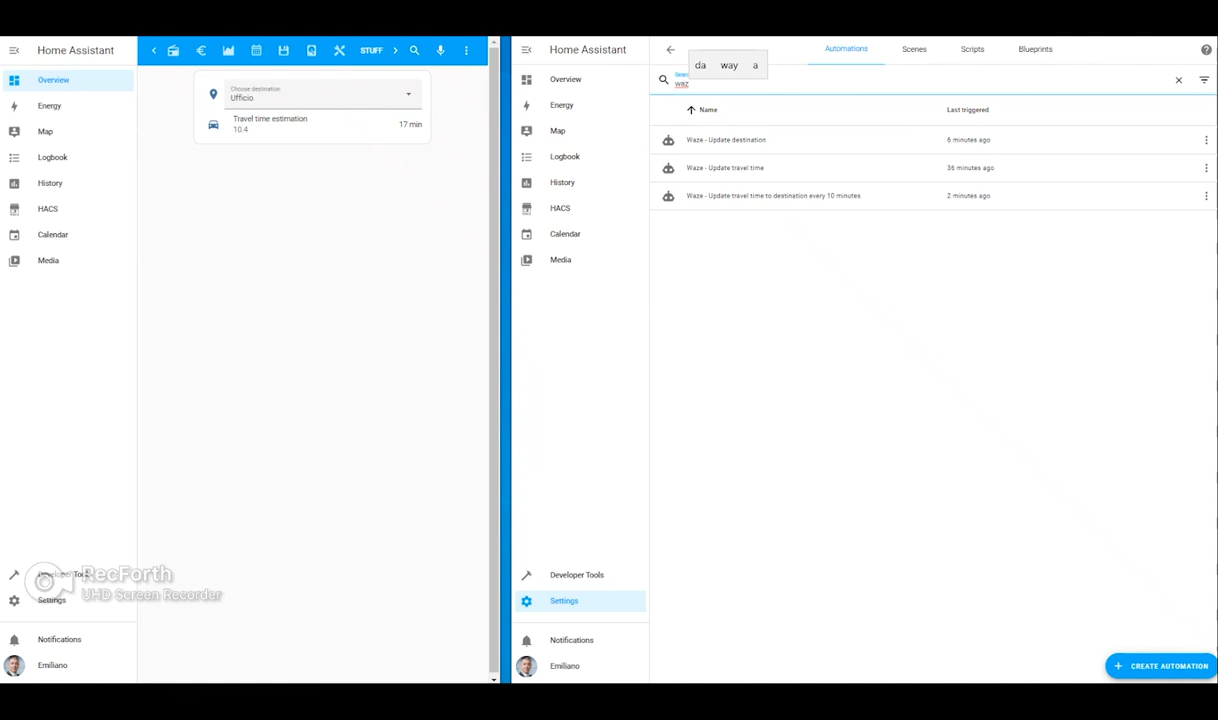 Home Assistant
Overview
Energy
Map
Logbook
History
HACS
Calendar
Media
Settings
Notifications
Emiliano
RecForth
UHD Screen Recorder
€
STUFF
Choose destination
Ufficio
Travel time estimation
10.4
17 min
Home Assistant
Overview
Energy
Map
Logbook
History
HACS
Calendar
Media
Developer Tools
Settings
Notifications
Emiliano
Automations
Scenes
Scripts
Blueprints
da way a
waz
Name
Last triggered
Waze - Update destination
6 minutes ago
Waze - Update travel time
36 minutes ago
Waze - Update travel time to destination every 10 minutes
2 minutes ago
+ CREATE AUTOMATION